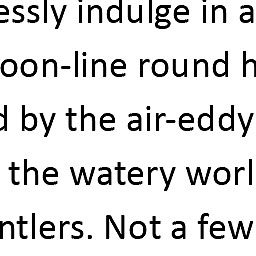 essly indulge in a
oon-line round h
d by the air-eddy
the watery worl
ntlers. Not a few